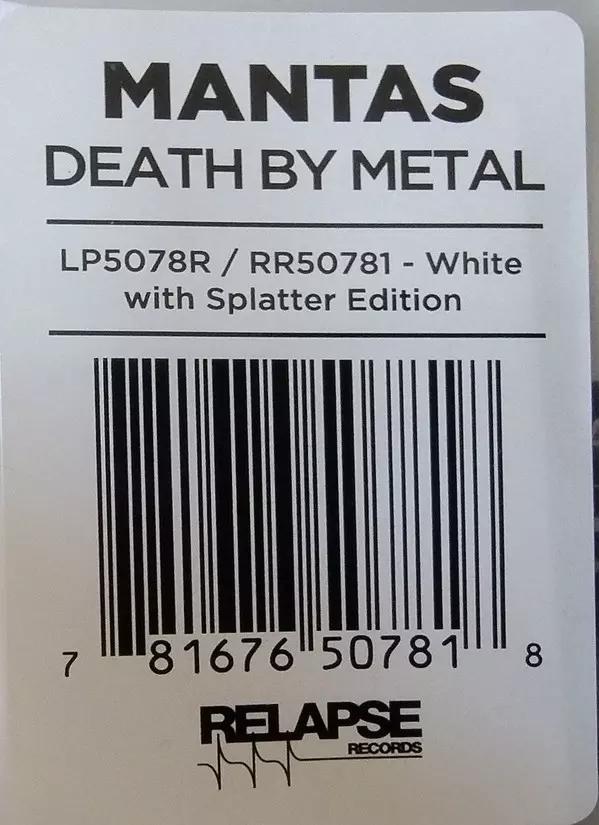 MANTAS
DEATH BY METAL
LP5078R / RR50781 - White
with Splatter Edition
7 81676 50781 8
RELAPSE
RECORDS